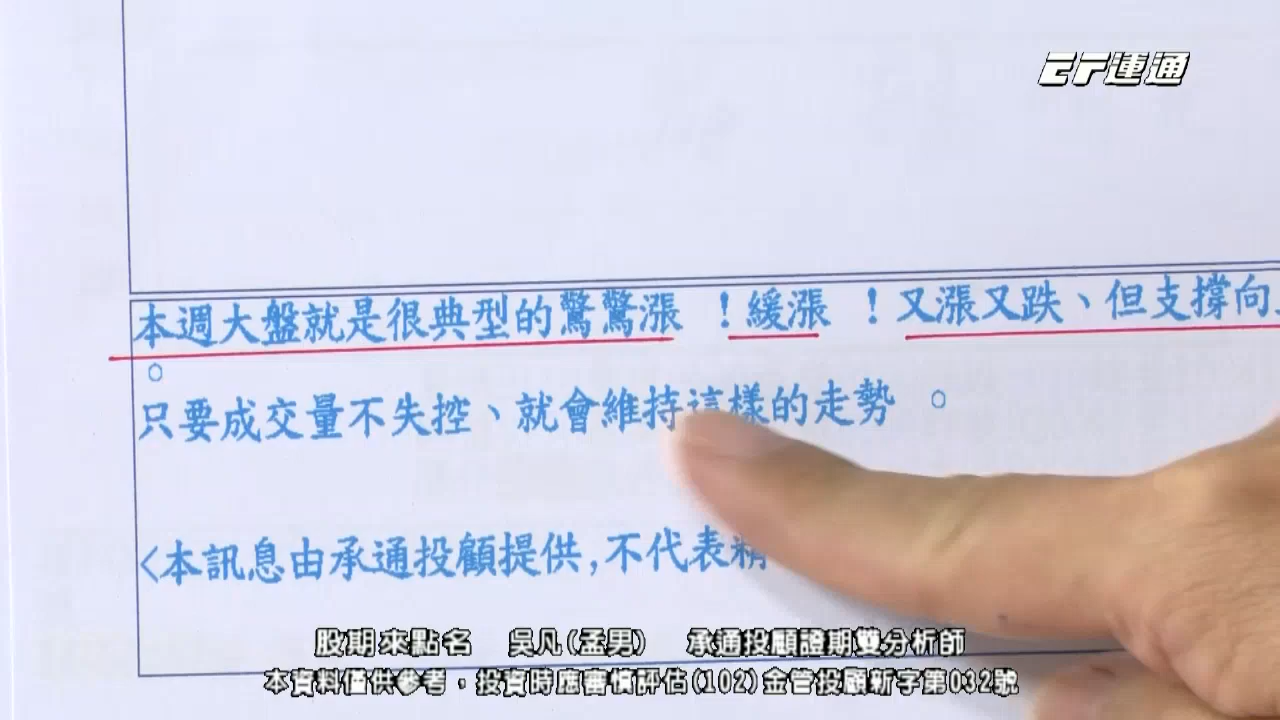 EF運通
本週大盤就是很典型的驚驚漲 ！緩漲 ！又漲又跌、但支撐向
。
只要成交量不失控、就會維持這樣的走勢 。
<本訊息由承通投顧提供,不代表精
股期來點名 吳凡(孟男) 承通投顧證期雙分析師
本資料僅供參考，投資時應審慎評估(102)金管投顧新字第032號